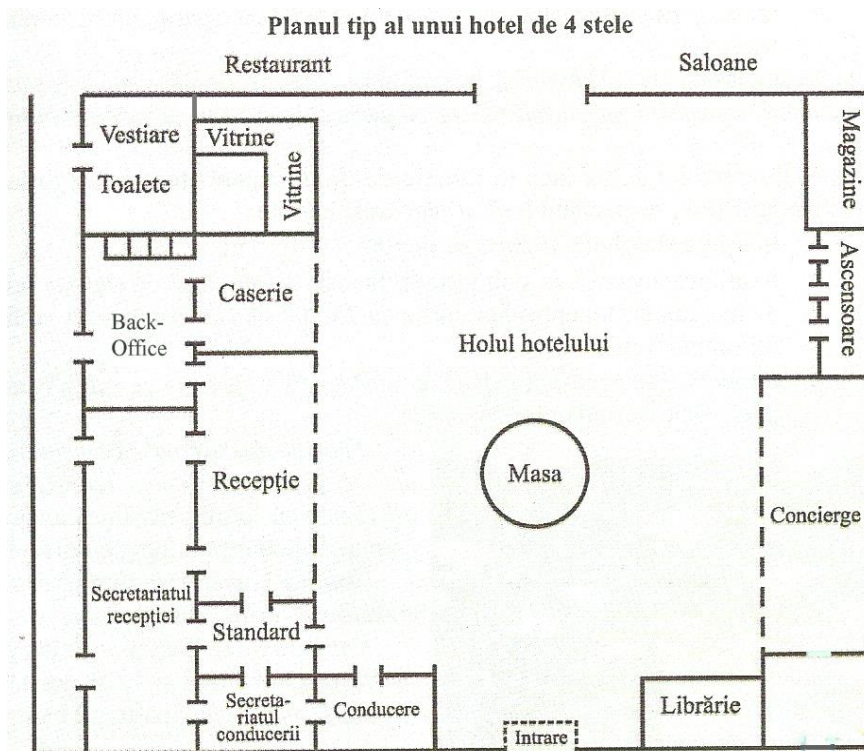 Planul tip al unui hotel de 4 stele
Restaurant
Saloane
Vestiare
Vitrine
Vitrine
Magazine
Toalete
Ascensoare
Caserie
Back-
Office
Holul hotelului
Recepție
Masa
Concierge
Secretariatul
recepției
Standard
Secreta-
riatul
conducerii
Conducere
Librărie
Intrare